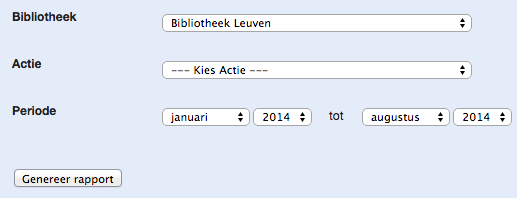 Bibliotheek Bibliotheek Leuven
Actie --- Kies Actie ---
Periode januari 2014 tot augustus 2014
Genereer rapport